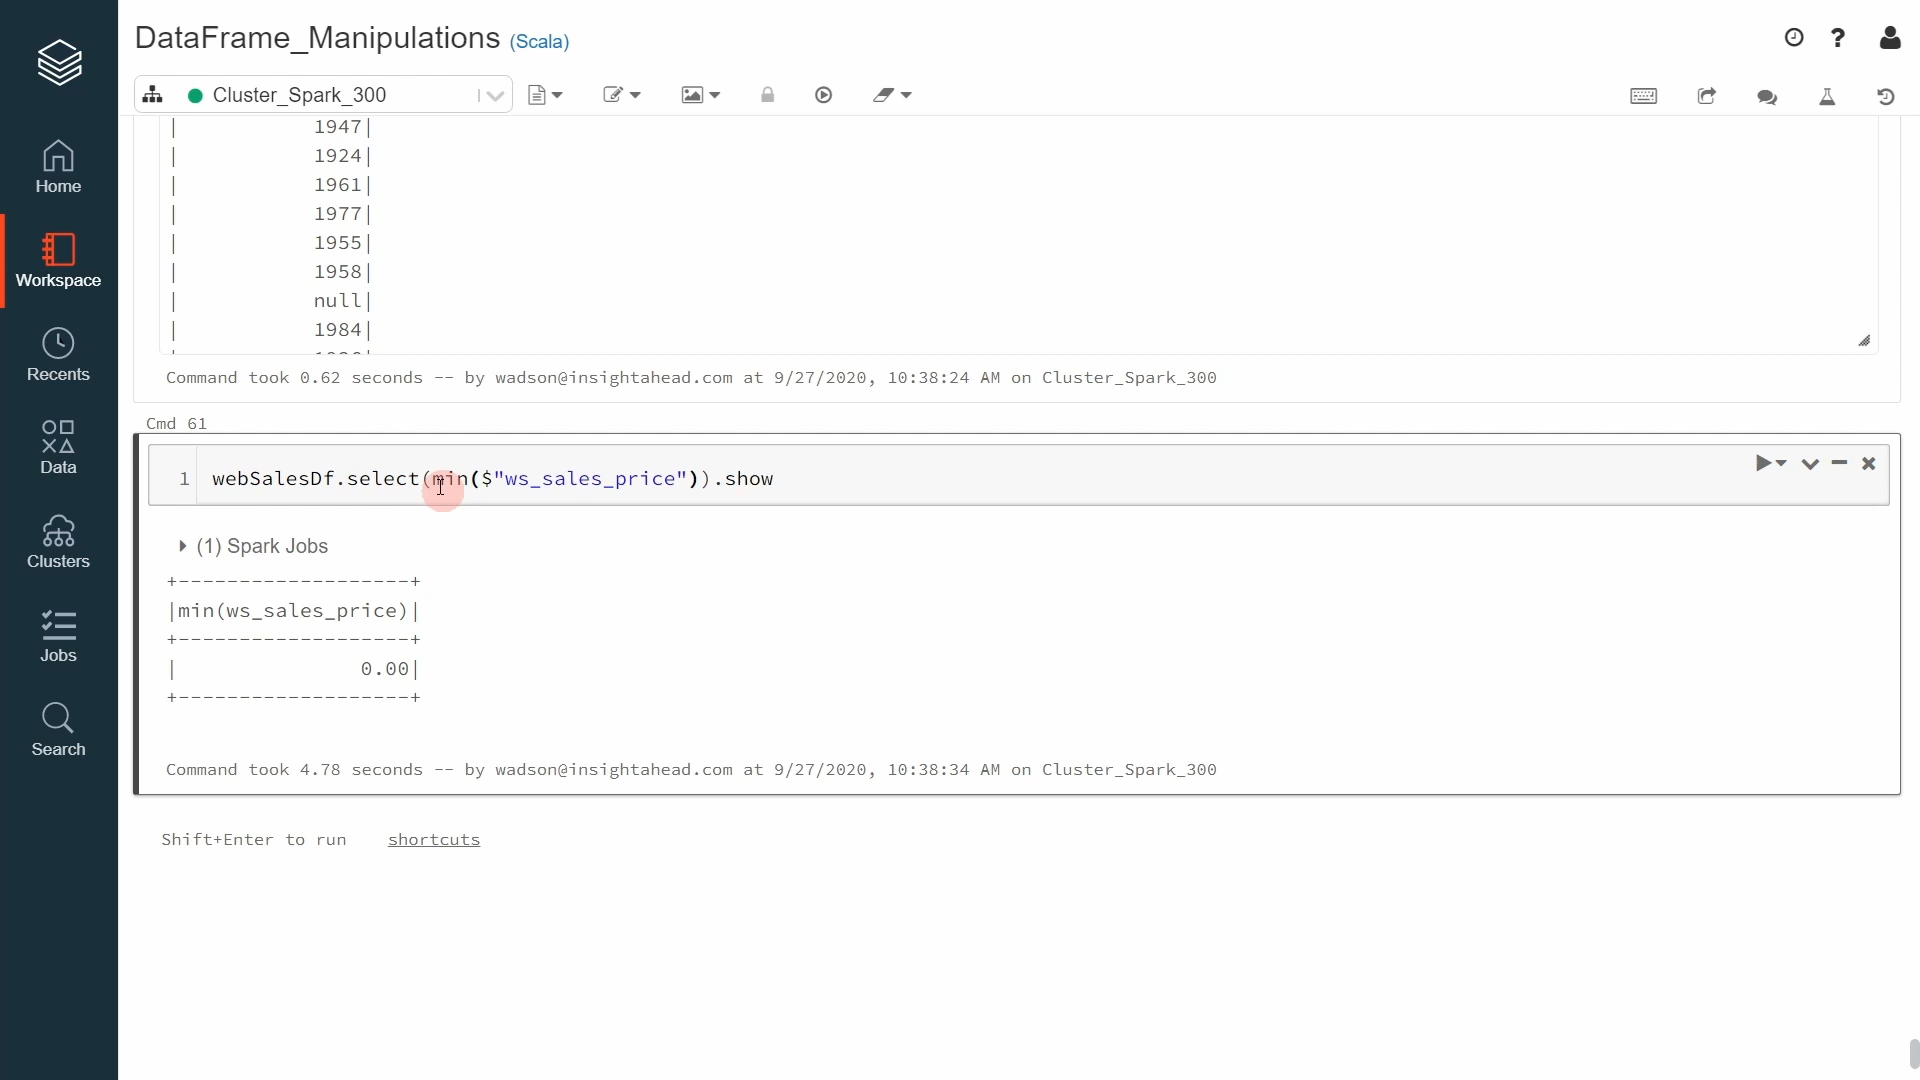 DataFrame_Manipulations (Scala)
Cluster_Spark_300
Home
Workspace
Recents
Data
Clusters
Jobs
Search
| 1947|
| 1924|
| 1961|
| 1977|
| 1955|
| 1958|
| null|
| 1984|
Command took 0.62 seconds -- by wadson@insightahead.com at 9/27/2020, 10:38:24 AM on Cluster_Spark_300
Cmd 61
1 webSalesDf.select(min($"ws_sales_price")).show
(1) Spark Jobs
+-------------------+
|min(ws_sales_price)|
+-------------------+
| 0.00|
+-------------------+
Command took 4.78 seconds -- by wadson@insightahead.com at 9/27/2020, 10:38:34 AM on Cluster_Spark_300
Shift+Enter to run shortcuts